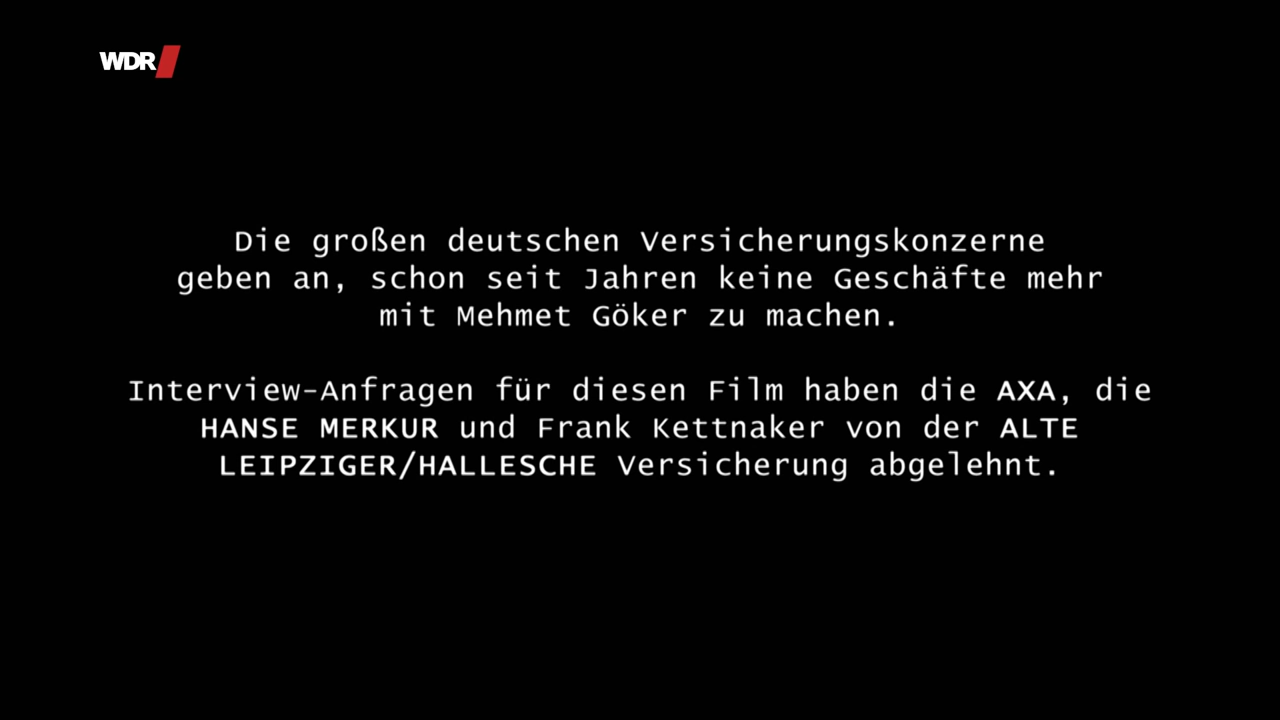 WDR
Die großen deutschen Versicherungskonzerne
geben an, schon seit Jahren keine Geschäfte mehr
mit Mehmet Göker zu machen.
Interview-Anfragen für diesen Film haben die AXA, die
HANSE MERKUR und Frank Kettnaker von der ALTE
LEIPZIGER/HALLESCHE Versicherung abgelehnt.